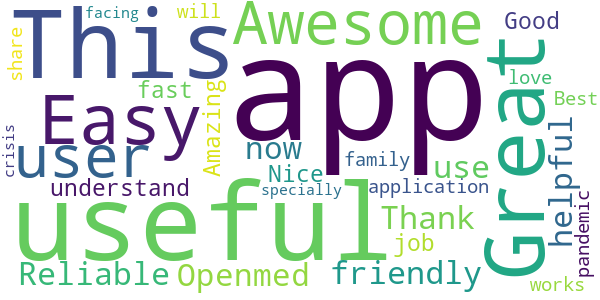 facing
will
This
Awesome
Good
share
app
Great
love
fast
Amazing
Best
Easy
crisis
user
now
family
use
helpful
Nice
understand
specially
application
pandemic
useful
Thank
job
Reliable
Openmed
friendly
works